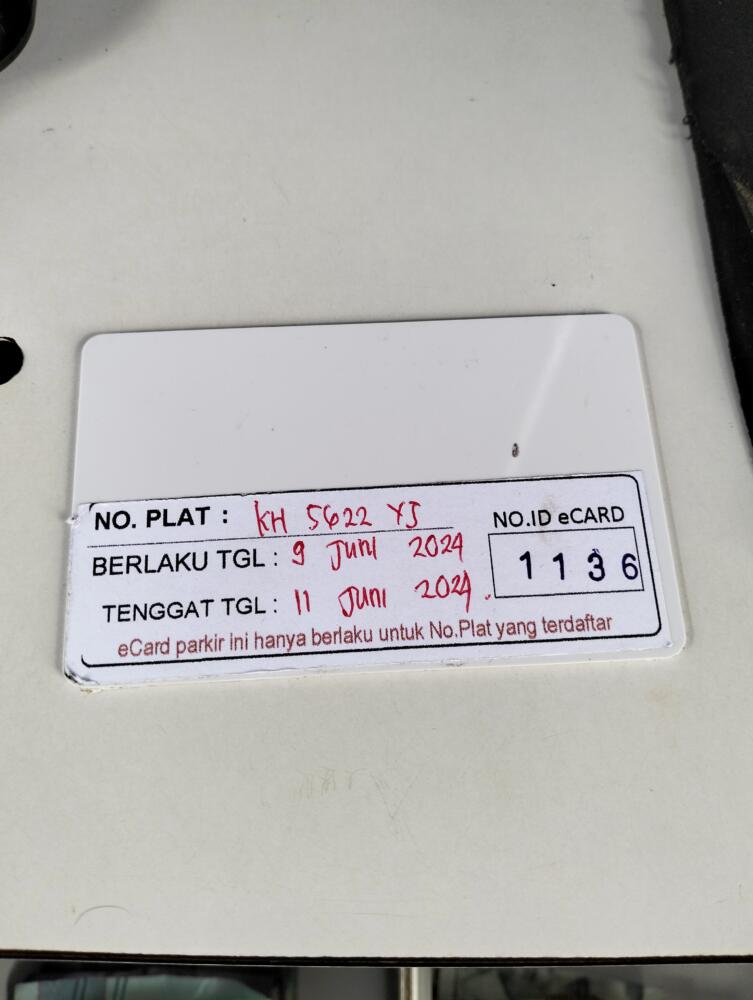 NO. PLAT : KH 5622 YJ
BERLAKU TGL : 9 Juni 2024
TENGGAT TGL : 11 Juni 2024.
NO.ID eCARD
1136
eCard parkir ini hanya berlaku untuk No.Plat yang terdaftar